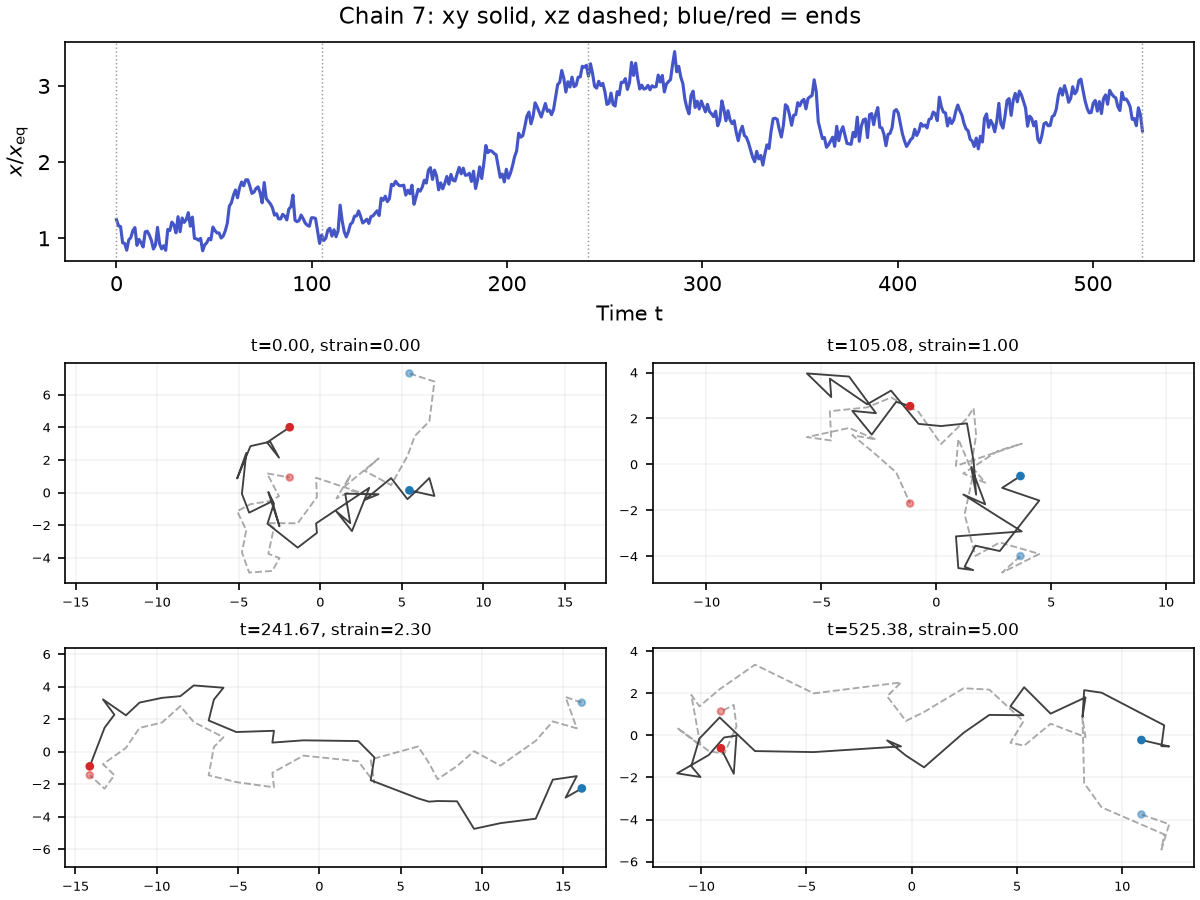 Chain 7: xy solid, xz dashed; blue/red = ends
3
2
1
x/x_eq
0 100 200 300 400 500
Time t
t=0.00, strain=0.00
6
4
2
0
−2
−4
−15 −10 −5 0 5 10 15
t=105.08, strain=1.00
4
2
0
−2
−4
−10 −5 0 5 10
t=241.67, strain=2.30
6
4
2
0
−2
−4
−6
−15 −10 −5 0 5 10 15
t=525.38, strain=5.00
4
2
0
−2
−4
−6
−10 −5 0 5 10